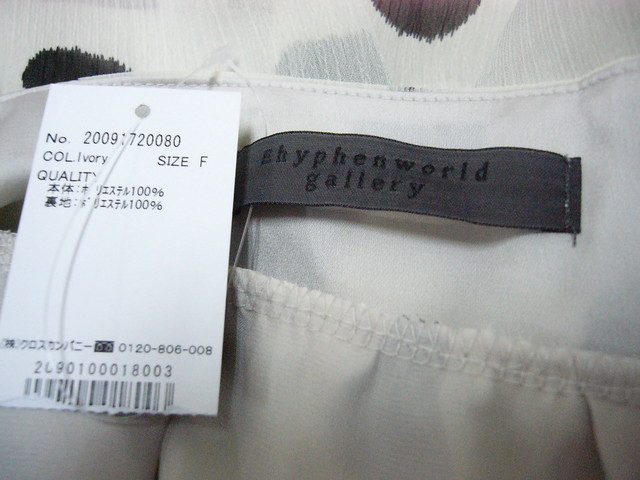 No. 20091720080
COL.Ivory SIZE F
QUALITY
本体:ポリエステル100%
裏地:ポリエステル100%
(株)クロスカンパニー 0120-806-008
2090100018003
Ehyphenworld
gallery